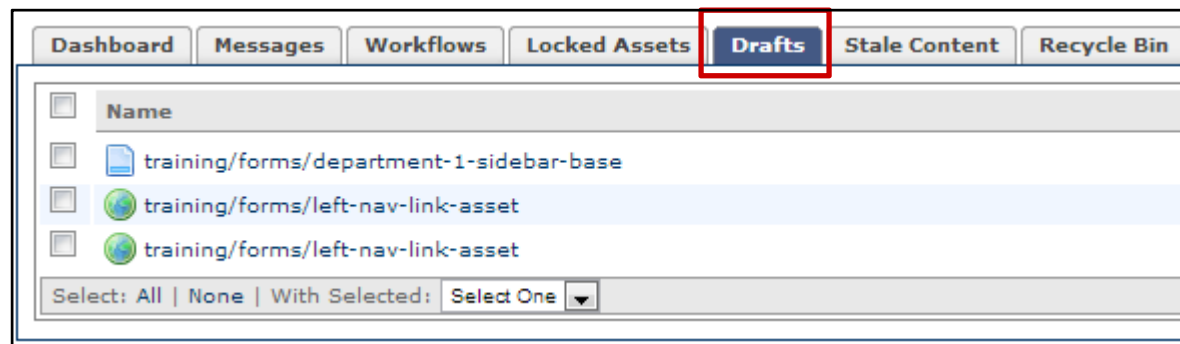 Dashboard Messages Workflows Locked Assets Drafts Stale Content Recycle Bin
Name
training/forms/department-1-sidebar-base
training/forms/left-nav-link-asset
training/forms/left-nav-link-asset
Select: All | None | With Selected: Select One